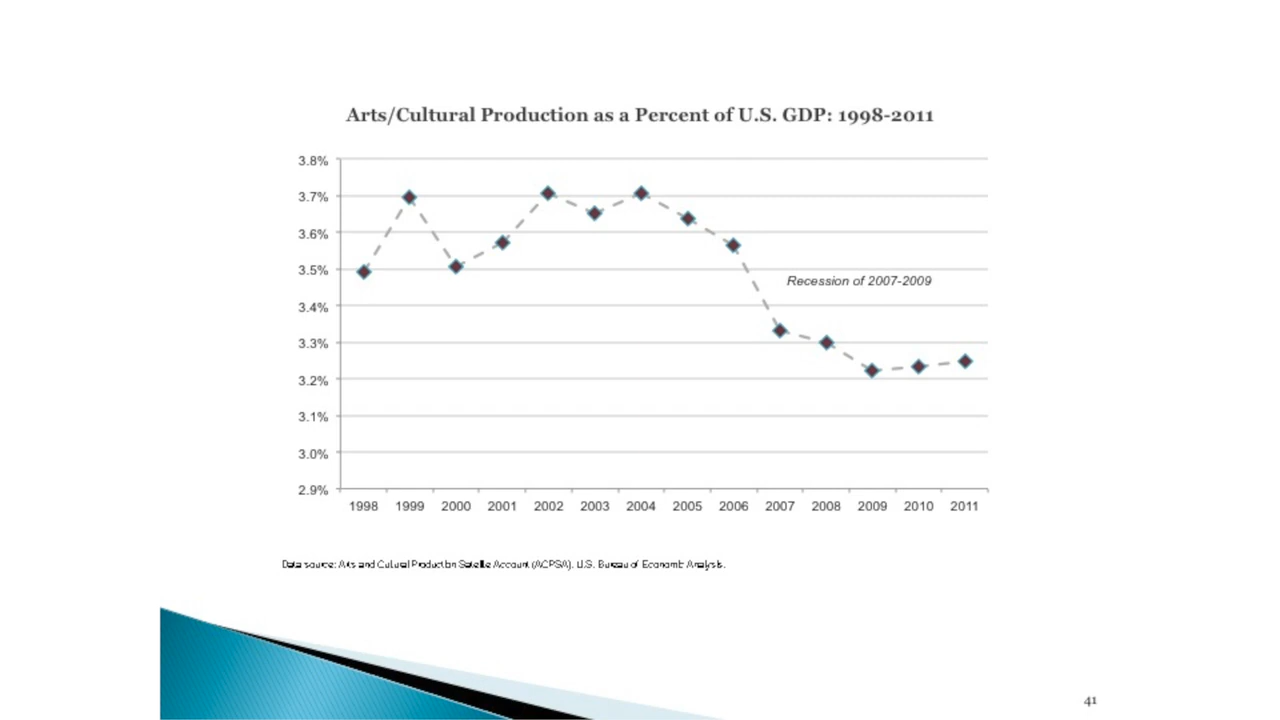 Arts/Cultural Production as a Percent of U.S. GDP: 1998-2011
3.8%
3.7%
3.6%
3.5%
Recession of 2007-2009
3.4%
3.3%
3.2%
3.1%
3.0%
2.9%
1998 1999 2000 2001 2002 2003 2004 2005 2006 2007 2008 2009 2010 2011
Data source: Arts and Cultural Production Satellite Account (ACPSA). U.S. Bureau of Economic Analysis.
41